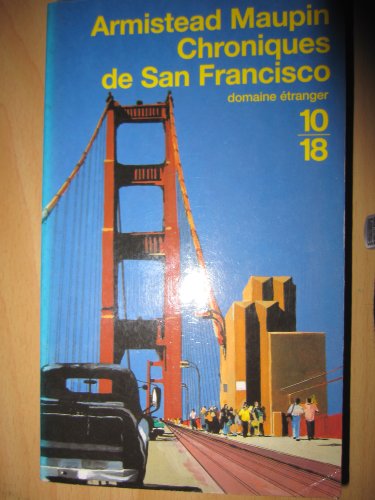 Armistead Maupin
Chroniques
de San Francisco
domaine étranger
10
18